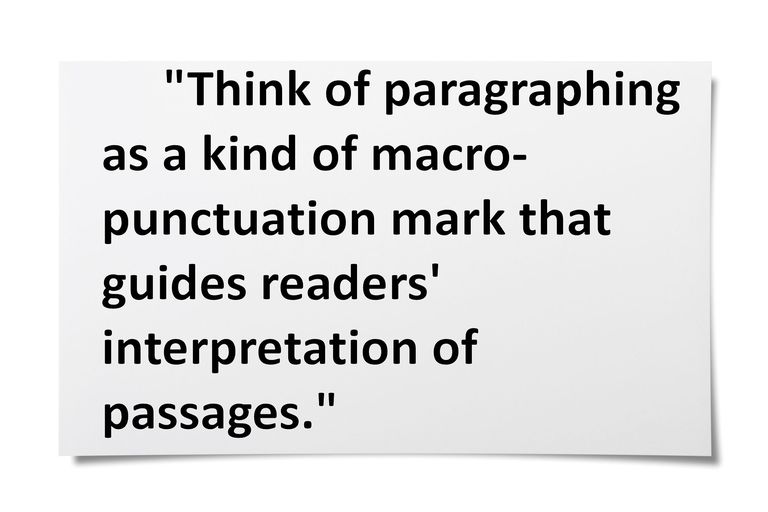 "Think of paragraphing
as a kind of macro-
punctuation mark that
guides readers'
interpretation of
passages."